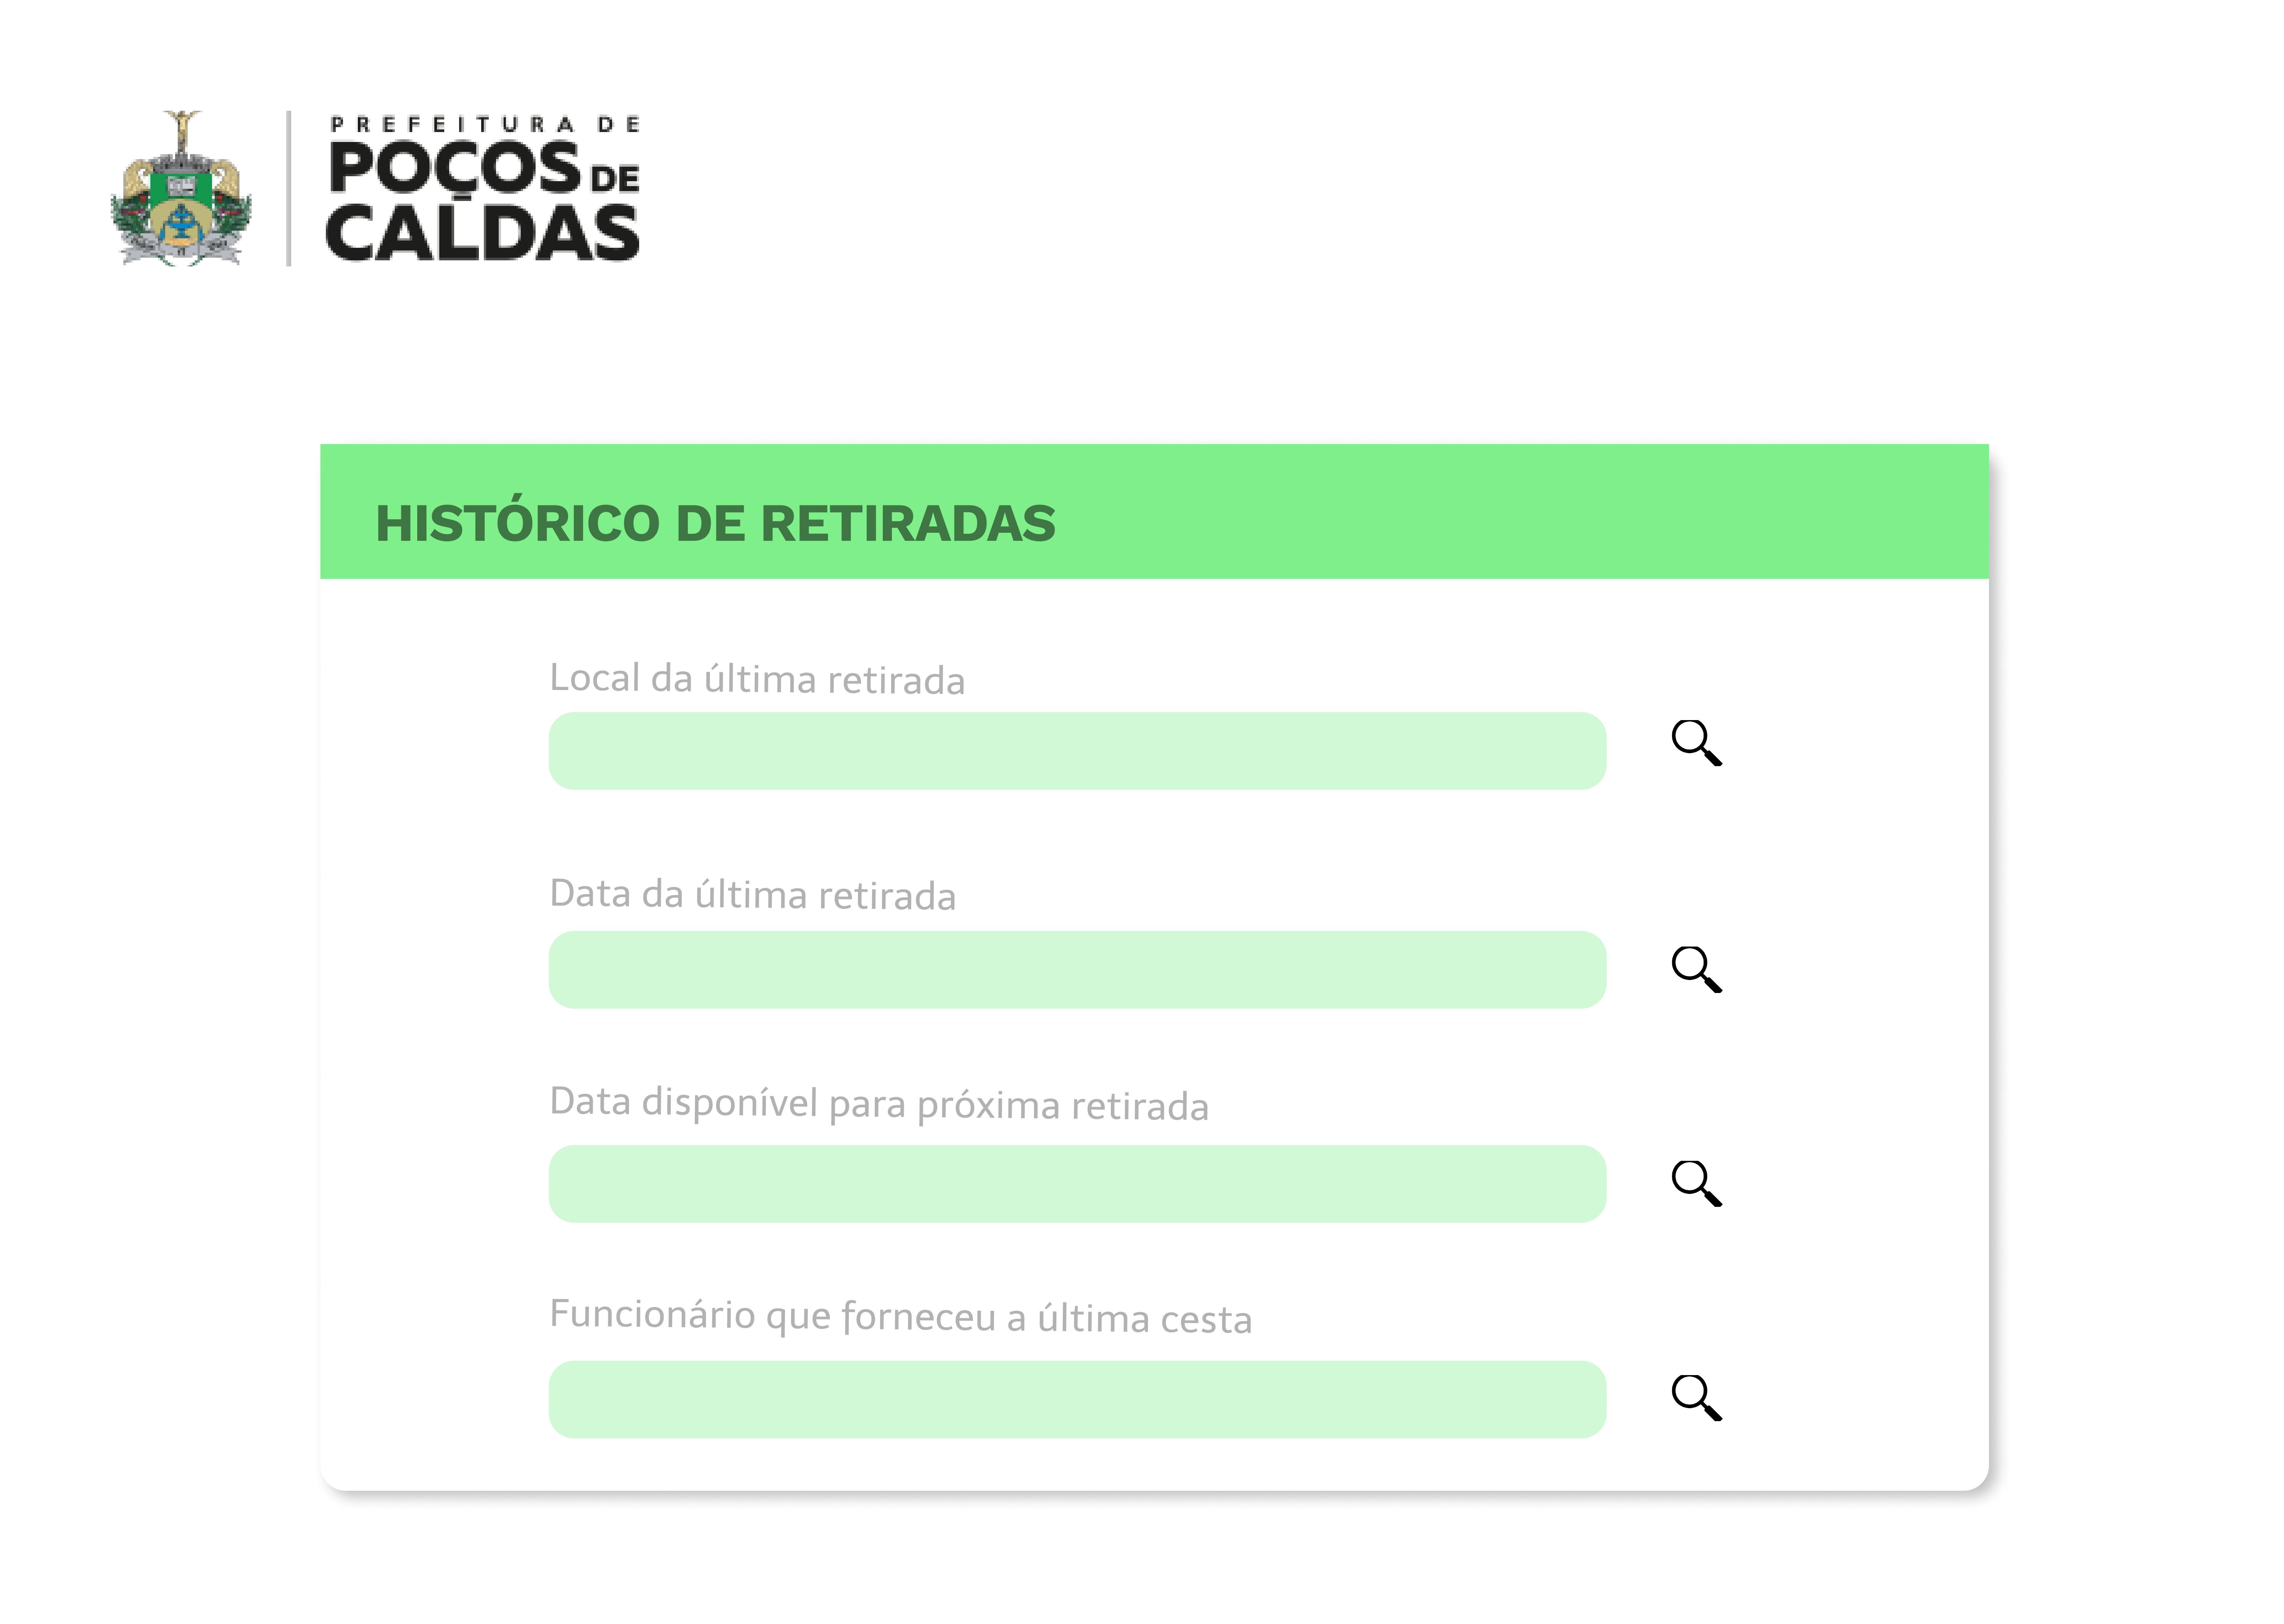 PREFEITURA DE
POÇOS DE
CALDAS
HISTÓRICO DE RETIRADAS
Local da última retirada
Data da última retirada
Data disponível para próxima retirada
Funcionário que forneceu a última cesta